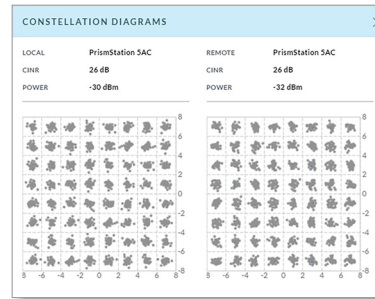 CONSTELLATION DIAGRAMS
LOCAL PrismStation 5AC REMOTE PrismStation 5AC
CINR 26 dB CINR 26 dB
POWER -30 dBm POWER -32 dBm
8 8
6 6
4 4
2 2
0 0
-2 -2
-4 -4
-6 -6
-8 -8
8 -6 -4 -2 0 2 4 6 8 8 -6 -4 -2 0 2 4 6 8